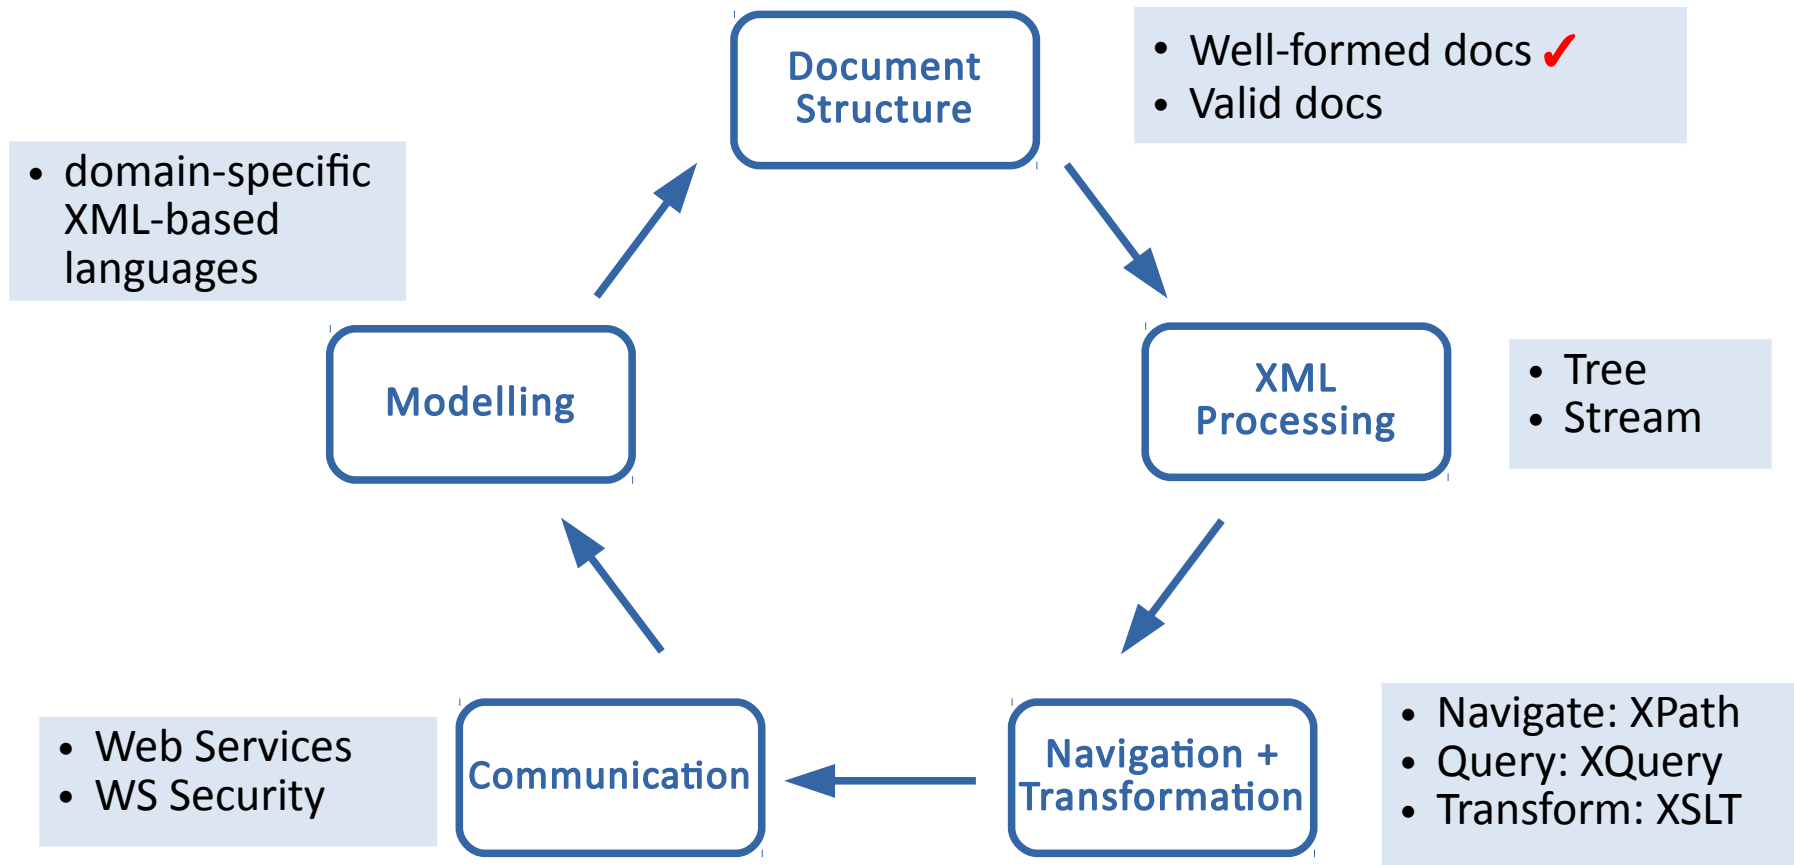 Document
Structure
• Well-formed docs ✓
• Valid docs
• domain-specific
XML-based
languages
Modelling
XML
Processing
• Tree
• Stream
• Web Services
• WS Security
Communication
Navigation +
Transformation
• Navigate: XPath
• Query: XQuery
• Transform: XSLT